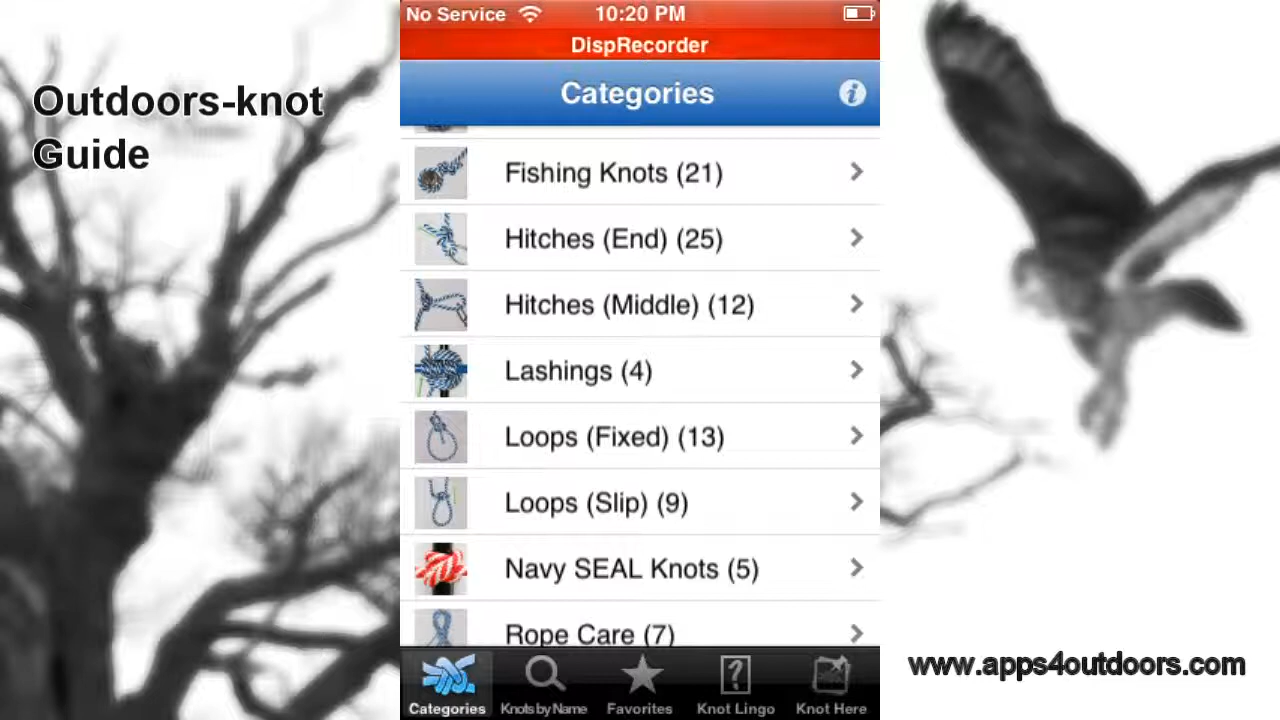 Outdoors-knot
Guide
No Service 10:20 PM
DispRecorder
Categories
Fishing Knots (21)
Hitches (End) (25)
Hitches (Middle) (12)
Lashings (4)
Loops (Fixed) (13)
Loops (Slip) (9)
Navy SEAL Knots (5)
Rope Care (7)
Categories Knots by Name Favorites Knot Lingo Knot Here
www.apps4outdoors.com